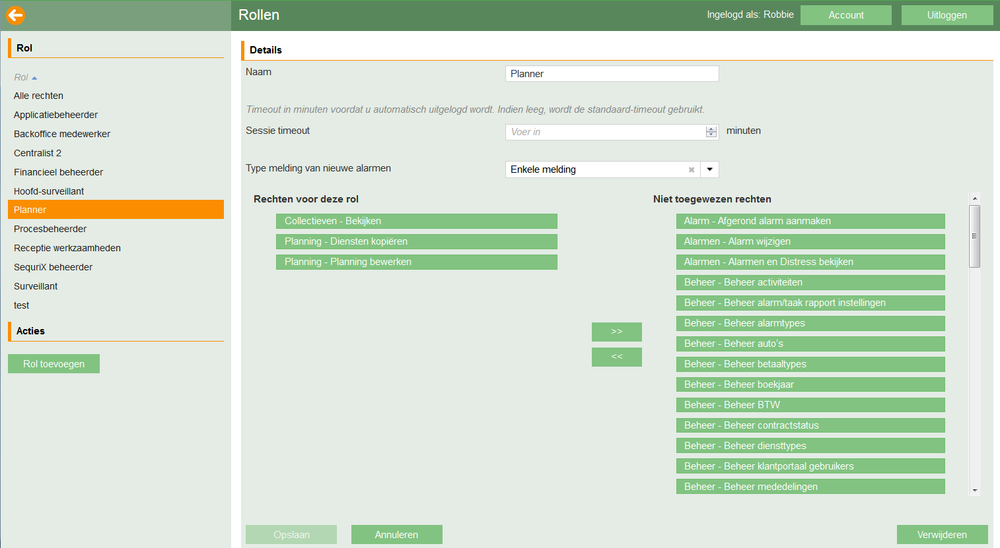 Rollen
Ingelogd als: Robbie
Account
Uitloggen
Rol
Rol
Alle rechten
Applicatiebeheerder
Backoffice medewerker
Centralist 2
Financieel beheerder
Hoofd-surveillant
Planner
Procesbeheerder
Receptie werkzaamheden
SequriX beheerder
Surveillant
test
Acties
Rol toevoegen
Details
Naam
Planner
Timeout in minuten voordat u automatisch uitgelogd wordt. Indien leeg, wordt de standaard-timeout gebruikt.
Sessie timeout
Voer in
minuten
Type melding van nieuwe alarmen
Enkele melding
Rechten voor deze rol
Collectieven - Bekijken
Planning - Diensten kopiëren
Planning - Planning bewerken
>>
<<
Niet toegewezen rechten
Alarm - Afgerond alarm aanmaken
Alarmen - Alarm wijzigen
Alarmen - Alarmen en Distress bekijken
Beheer - Beheer activiteiten
Beheer - Beheer alarm/taak rapport instellingen
Beheer - Beheer alarmtypes
Beheer - Beheer auto's
Beheer - Beheer betaaltypes
Beheer - Beheer boekjaar
Beheer - Beheer BTW
Beheer - Beheer contractstatus
Beheer - Beheer diensttypes
Beheer - Beheer klantportaal gebruikers
Beheer - Beheer mededelingen
Opslaan
Annuleren
Verwijderen